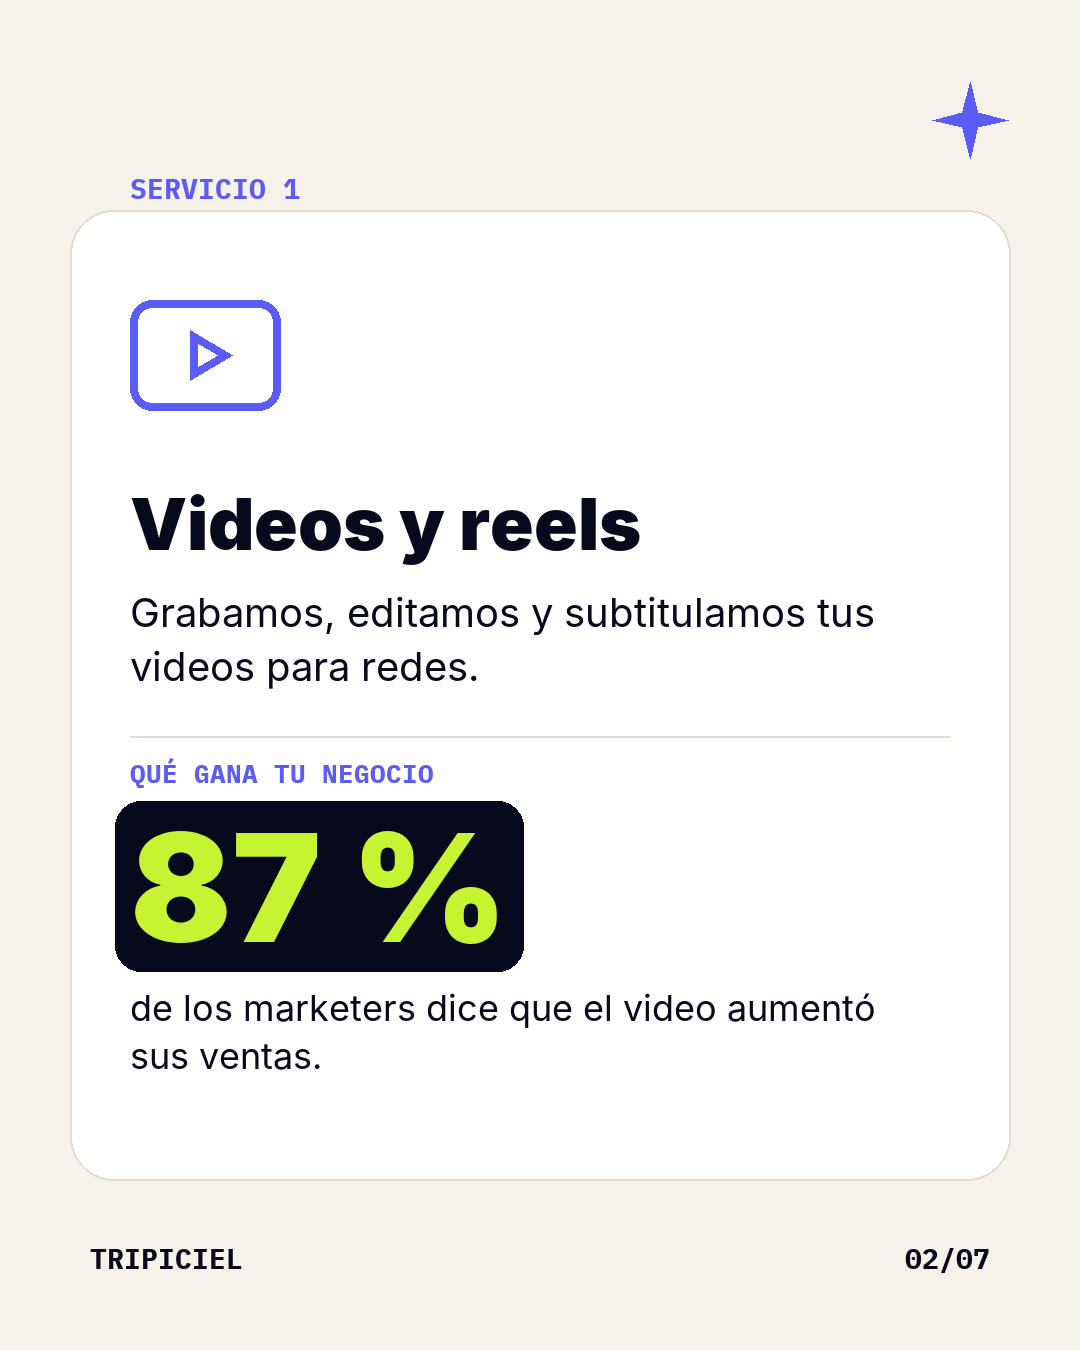 SERVICIO 1
Videos y reels
Grabamos, editamos y subtitulamos tus
videos para redes.
QUÉ GANA TU NEGOCIO
87 %
de los marketers dice que el video aumentó
sus ventas.
TRIPICIEL
02/07